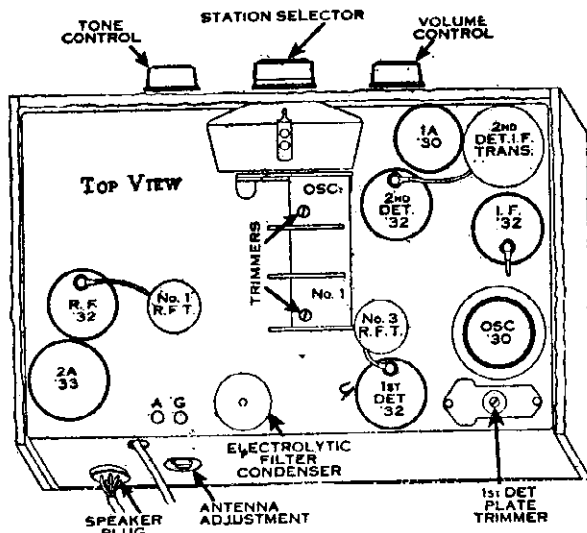 TONE
CONTROL
STATION SELECTOR
VOLUME
CONTROL
TOP VIEW
OSC.
TRIMMERS
No. 1
1A
'30
2ND
DET. I.F.
TRANS.
2ND
DET.
'32
I.F.
'32
R.F.
'32
No. 1
R.F.T.
No. 3
R.F.T.
OSC
'30
2A
'33
A G
1ST
DET
'32
ELECTROLYTIC
FILTER
CONDENSER
SPEAKER
PLUG
ANTENNA
ADJUSTMENT
1st DET
PLATE
TRIMMER